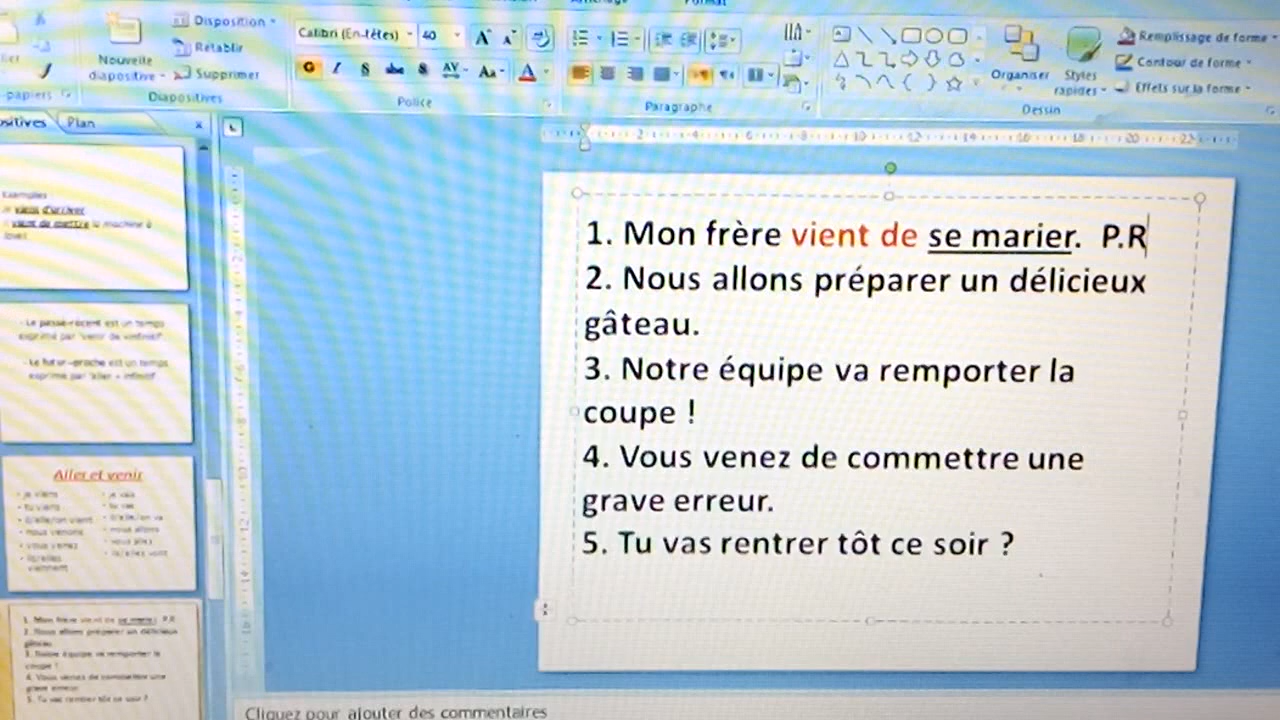 Disposition
Rétablir
Supprimer
Nouvelle
diapositive
Diapositives
Calibri (En-têtes) 40
G I S abc S AV Aa A
Police
Paragraphe
Organiser
Styles
rapides
Remplissage de forme
Contour de forme
Effets sur la forme
Dessin
Plan
1. Mon frère vient de se marier. P.R
2. Nous allons préparer un délicieux
gâteau.
3. Notre équipe va remporter la
coupe !
4. Vous venez de commettre une
grave erreur.
5. Tu vas rentrer tôt ce soir ?
Aller et venir
Cliquez pour ajouter des commentaires